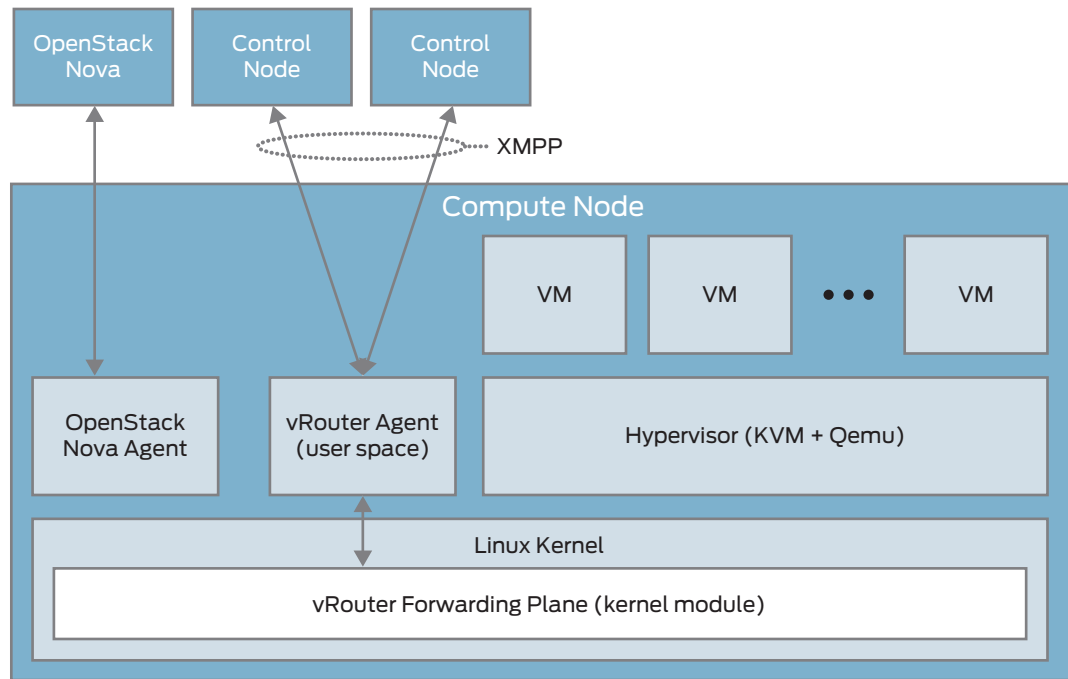 OpenStack
Nova
Control
Node
Control
Node
XMPP
Compute Node
VM
VM
VM
OpenStack
Nova Agent
vRouter Agent
(user space)
Hypervisor (KVM + Qemu)
Linux Kernel
vRouter Forwarding Plane (kernel module)